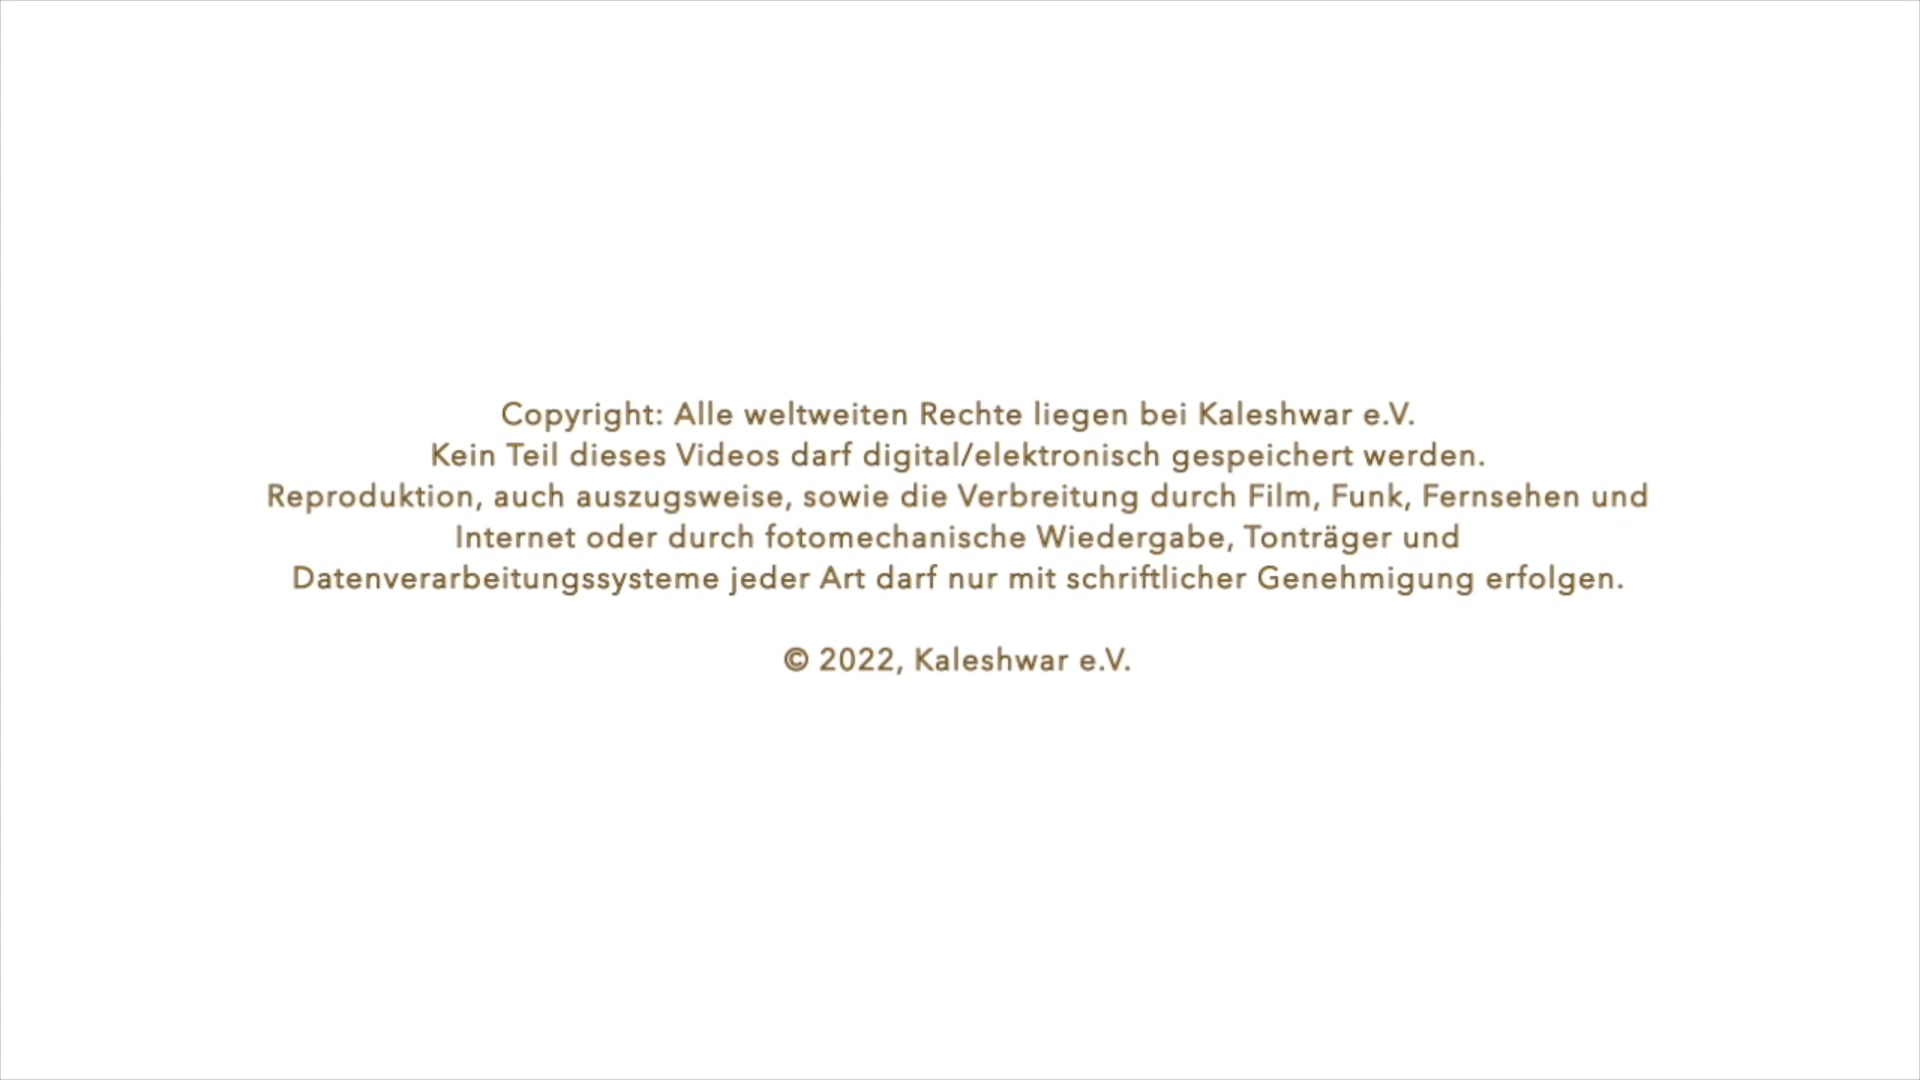 Copyright: Alle weltweiten Rechte liegen bei Kaleshwar e.V.
Kein Teil dieses Videos darf digital/elektronisch gespeichert werden.
Reproduktion, auch auszugsweise, sowie die Verbreitung durch Film, Funk, Fernsehen und
Internet oder durch fotomechanische Wiedergabe, Tonträger und
Datenverarbeitungssysteme jeder Art darf nur mit schriftlicher Genehmigung erfolgen.
© 2022, Kaleshwar e.V.